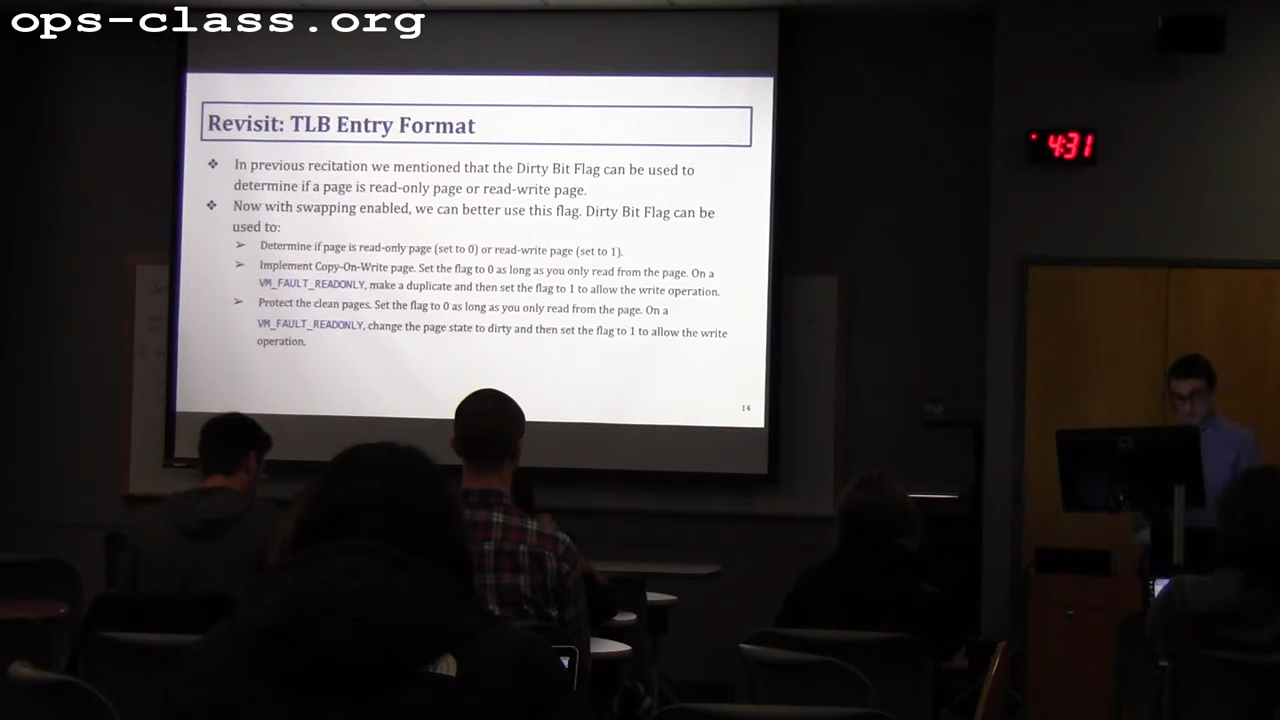 ops-class.org
Revisit: TLB Entry Format
❖ In previous recitation we mentioned that the Dirty Bit Flag can be used to
determine if a page is read-only page or read-write page.
❖ Now with swapping enabled, we can better use this flag. Dirty Bit Flag can be
used to:
➢ Determine if page is read-only page (set to 0) or read-write page (set to 1).
➢ Implement Copy-On-Write page. Set the flag to 0 as long as you only read from the page. On a
VM_FAULT_READONLY, make a duplicate and then set the flag to 1 to allow the write operation.
➢ Protect the clean pages. Set the flag to 0 as long as you only read from the page. On a
VM_FAULT_READONLY, change the page state to dirty and then set the flag to 1 to allow the write
operation.
14
4:31